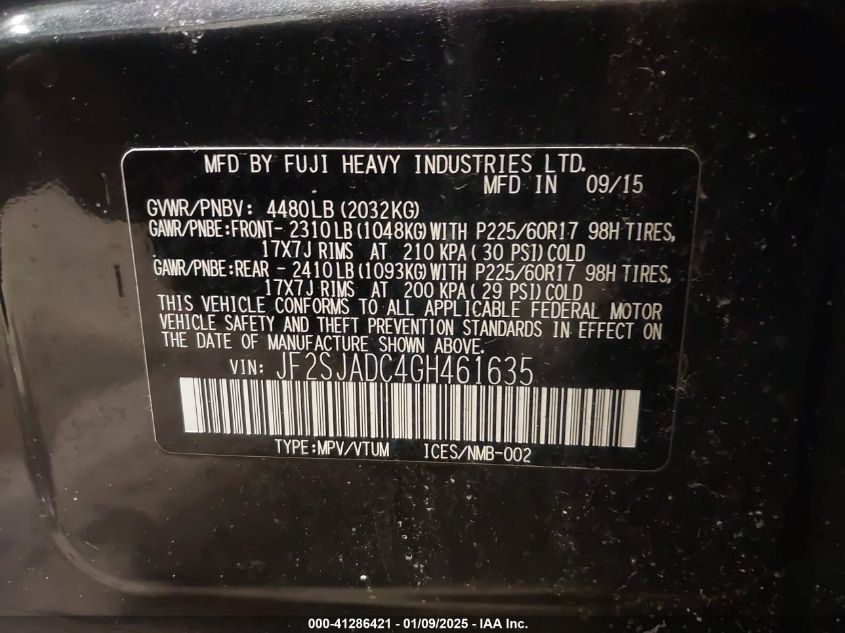 MFD BY FUJI HEAVY INDUSTRIES LTD.
MFD IN 09/15
GVWR/PNBV: 4480LB (2032KG)
GAWR/PNBE:FRONT- 2310 LB (1048KG) WITH P225/60R17 98H TIRES,
17X7J RIMS AT 210 KPA ( 30 PSI) COLD
GAWR/PNBE:REAR - 2410 LB (1093KG) WITH P225/60R17 98H TIRES,
17X7J RIMS AT 200 KPA ( 29 PSI) COLD
THIS VEHICLE CONFORMS TO ALL APPLICABLE FEDERAL MOTOR
VEHICLE SAFETY AND THEFT PREVENTION STANDARDS IN EFFECT ON
THE DATE OF MANUFACTURE SHOWN ABOVE.
VIN: JF2SJADC4GH461635
TYPE:MPV/VTUM ICES/NMB-002
000-41286421 - 01/09/2025 - IAA Inc.